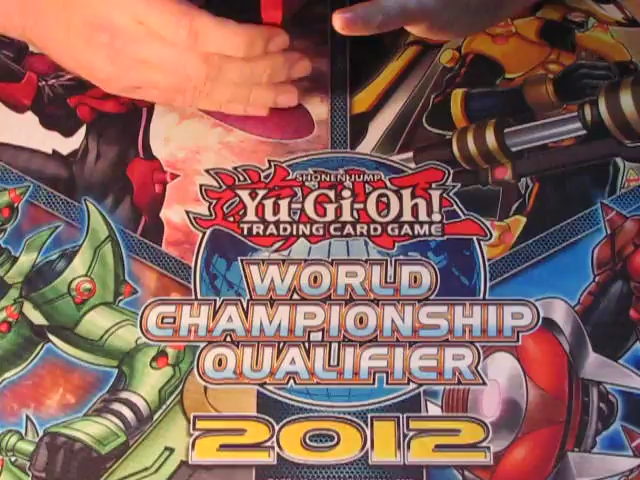 SHONEN JUMP
Yu-Gi-Oh!
TRADING CARD GAME
WORLD
CHAMPIONSHIP
QUALIFIER
2012